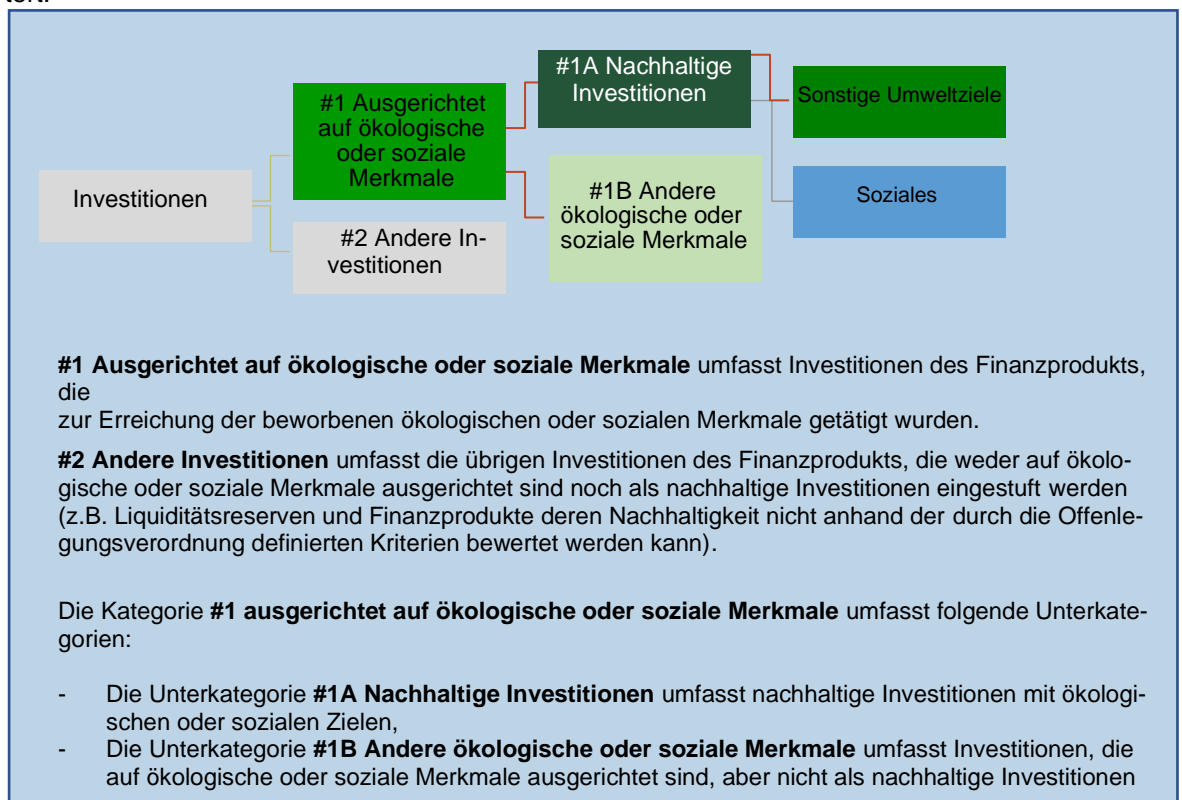 #1A Nachhaltige
Investitionen
Sonstige Umweltziele
#1 Ausgerichtet
auf ökologische
oder soziale
Merkmale
Investitionen
#1B Andere
ökologische oder
soziale Merkmale
Soziales
#2 Andere In-
vestitionen
#1 Ausgerichtet auf ökologische oder soziale Merkmale umfasst Investitionen des Finanzprodukts,
die
zur Erreichung der beworbenen ökologischen oder sozialen Merkmale getätigt wurden.
#2 Andere Investitionen umfasst die übrigen Investitionen des Finanzprodukts, die weder auf ökolo-
gische oder soziale Merkmale ausgerichtet sind noch als nachhaltige Investitionen eingestuft werden
(z.B. Liquiditätsreserven und Finanzprodukte deren Nachhaltigkeit nicht anhand der durch die Offenle-
gungsverordnung definierten Kriterien bewertet werden kann).
Die Kategorie #1 ausgerichtet auf ökologische oder soziale Merkmale umfasst folgende Unterkate-
gorien:
- Die Unterkategorie #1A Nachhaltige Investitionen umfasst nachhaltige Investitionen mit ökologi-
schen oder sozialen Zielen,
- Die Unterkategorie #1B Andere ökologische oder soziale Merkmale umfasst Investitionen, die
auf ökologische oder soziale Merkmale ausgerichtet sind, aber nicht als nachhaltige Investitionen